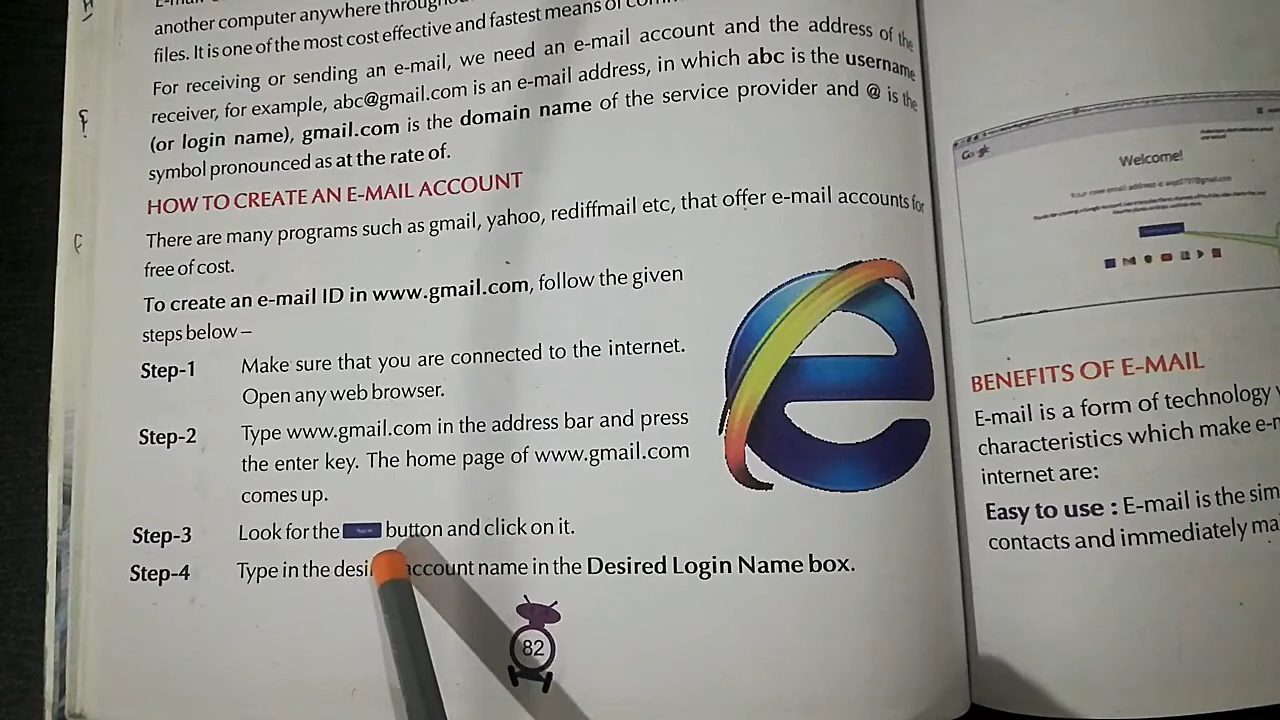 another computer anywhere
files. It is one of the most cost effective and fastest means of
For receiving or sending an e-mail, we need an e-mail account and the address of the
receiver, for example, abc@gmail.com is an e-mail address, in which abc is the username
(or login name), gmail.com is the domain name of the service provider and @ is the
symbol pronounced as at the rate of.
HOW TO CREATE AN E-MAIL ACCOUNT
There are many programs such as gmail, yahoo, rediffmail etc, that offer e-mail accounts for
free of cost.
To create an e-mail ID in www.gmail.com, follow the given
steps below –
Step-1 Make sure that you are connected to the internet.
Open any web browser.
Step-2 Type www.gmail.com in the address bar and press
the enter key. The home page of www.gmail.com
comes up.
Step-3 Look for the button and click on it.
Step-4 Type in the account name in the Desired Login Name box.
82
Google
Welcome!
BENEFITS OF E-MAIL
E-mail is a form of technology
characteristics which make
internet are:
Easy to use : E-mail is the
contacts and immediately